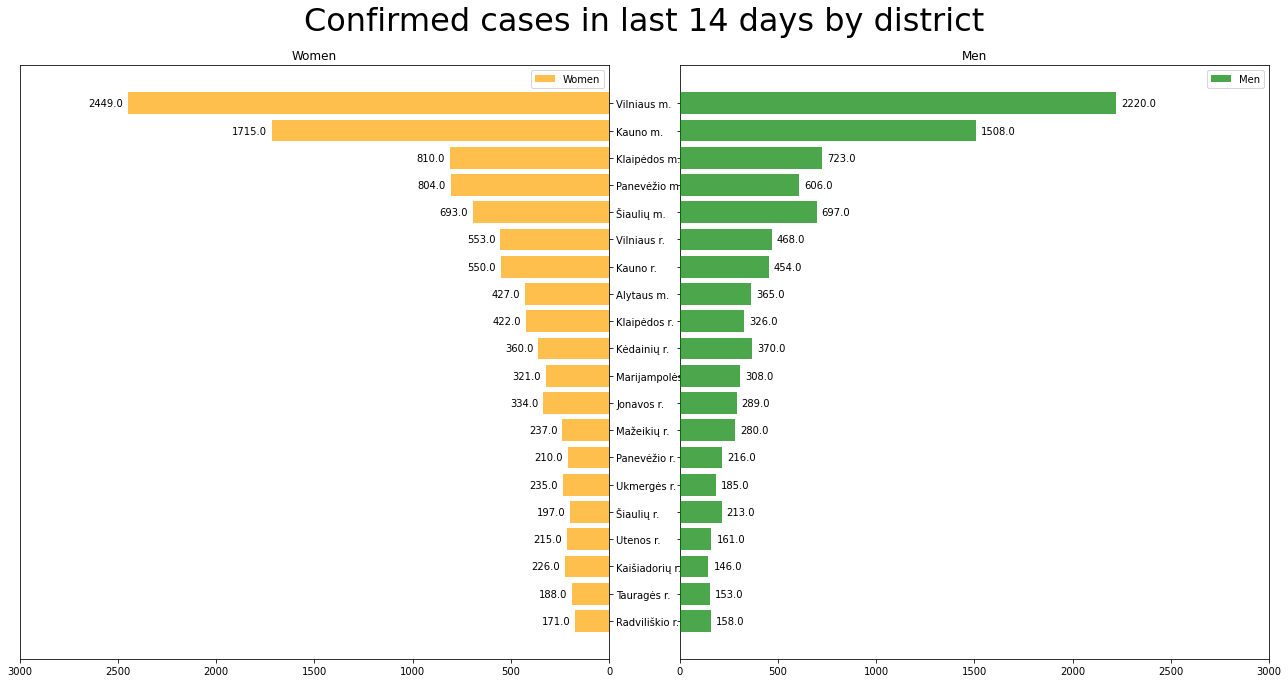 Confirmed cases in last 14 days by district
Women
Men
Women
Men
2449.0 Vilniaus m. 2220.0
1715.0 Kauno m. 1508.0
810.0 Klaipėdos m. 723.0
804.0 Panevėžio m 606.0
693.0 Šiaulių m. 697.0
553.0 Vilniaus r. 468.0
550.0 Kauno r. 454.0
427.0 Alytaus m. 365.0
422.0 Klaipėdos r. 326.0
360.0 Kėdainių r. 370.0
321.0 Marijampolės 308.0
334.0 Jonavos r. 289.0
237.0 Mažeikių r. 280.0
210.0 Panevėžio r. 216.0
235.0 Ukmergės r. 185.0
197.0 Šiaulių r. 213.0
215.0 Utenos r. 161.0
226.0 Kaišiadorių r. 146.0
188.0 Tauragės r. 153.0
171.0 Radviliškio r. 158.0
3000 2500 2000 1500 1000 500 0 0 500 1000 1500 2000 2500 3000